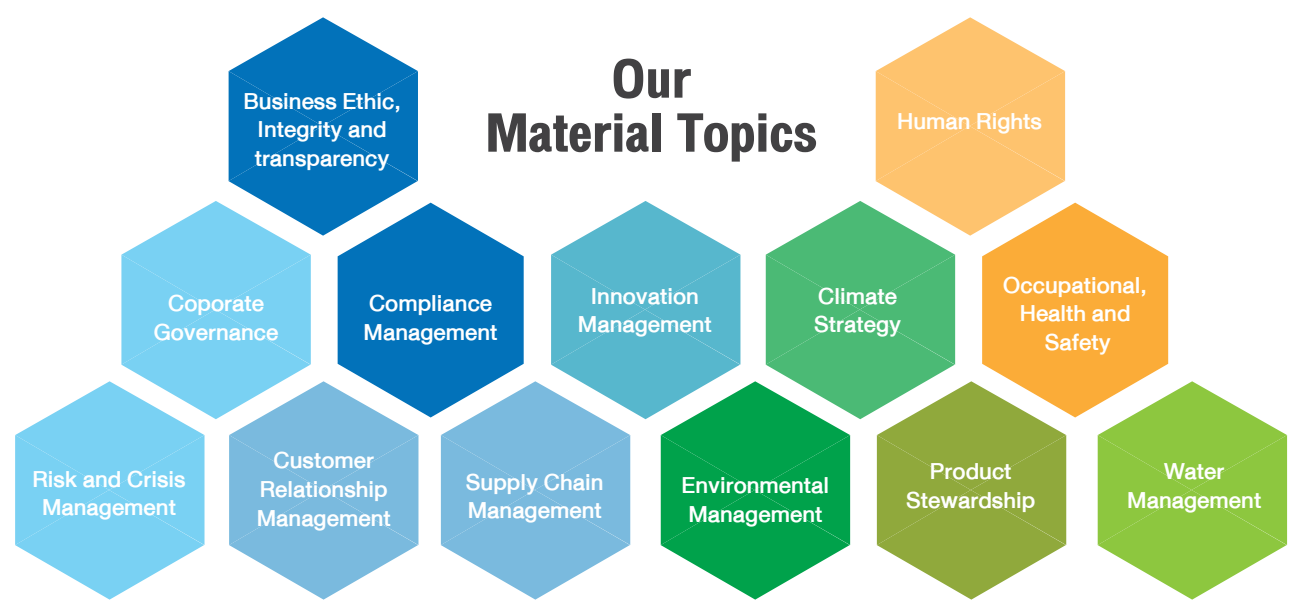 Our
Material Topics
Business Ethic,
Integrity and
transparency
Human Rights
Coporate
Governance
Compliance
Management
Innovation
Management
Climate
Strategy
Occupational,
Health and
Safety
Risk and Crisis
Management
Customer
Relationship
Management
Supply Chain
Management
Environmental
Management
Product
Stewardship
Water
Management